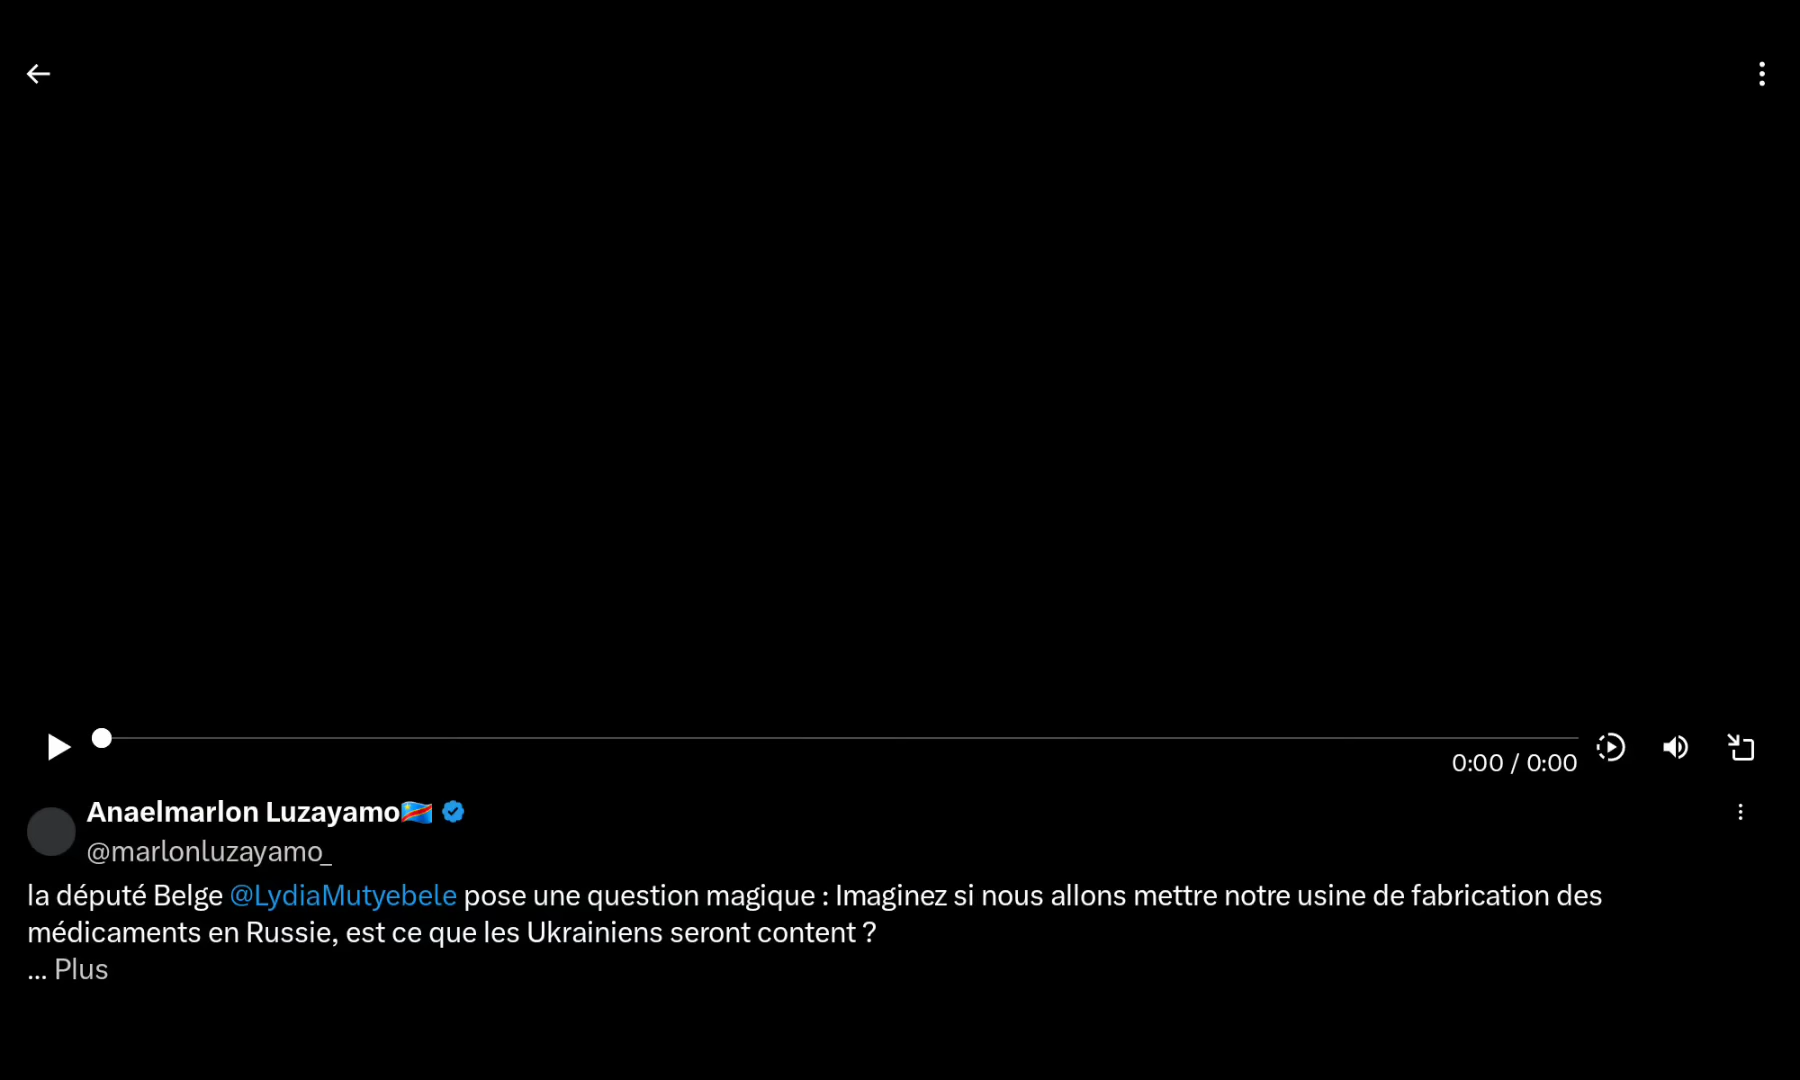 0:00 / 0:00
Anaelmarlon Luzayamo🇨🇩
@marlonluzayamo_
la député Belge @LydiaMutyebele pose une question magique : Imaginez si nous allons mettre notre usine de fabrication des
médicaments en Russie, est ce que les Ukrainiens seront content ?
... Plus